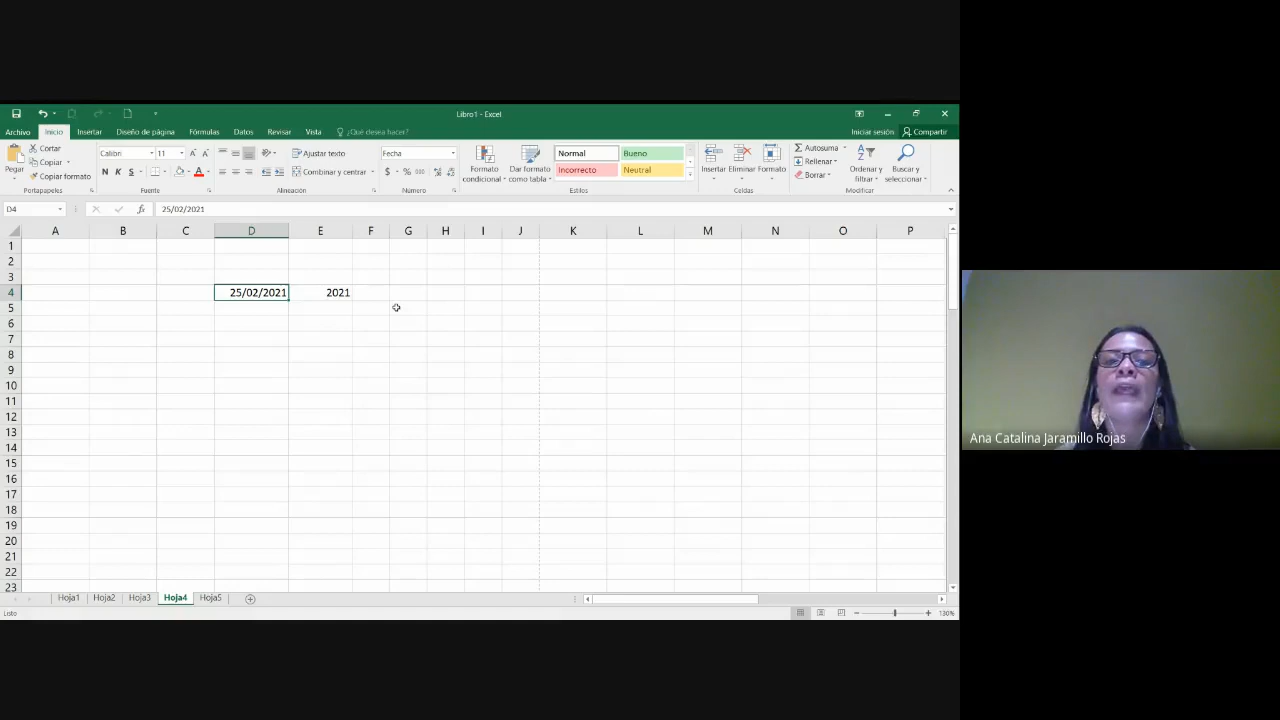 Libro1 - Excel
Archivo Inicio Insertar Diseño de página Fórmulas Datos Revisar Vista ¿Qué desea hacer? Iniciar sesión Compartir
Pegar Cortar Copiar Copiar formato
Calibri 11 N K S
Ajustar texto
Combinar y centrar
Fecha
$ % 000
Formato condicional Dar formato como tabla
Normal Bueno
Incorrecto Neutral
Insertar Eliminar Formato
Autosuma
Rellenar
Borrar
Ordenar y filtrar Buscar y seleccionar
Portapapeles Fuente Alineación Número Estilos Celdas Modificar
D4 fx 25/02/2021
A B C D E F G H I J K L M N O P
1
2
3
4 25/02/2021 2021
5
6
7
8
9
10
11
12
13
14
15
16
17
18
19
20
21
22
23
Hoja1 Hoja2 Hoja3 Hoja4 Hoja5
Listo 130%
Ana Catalina Jaramillo Rojas